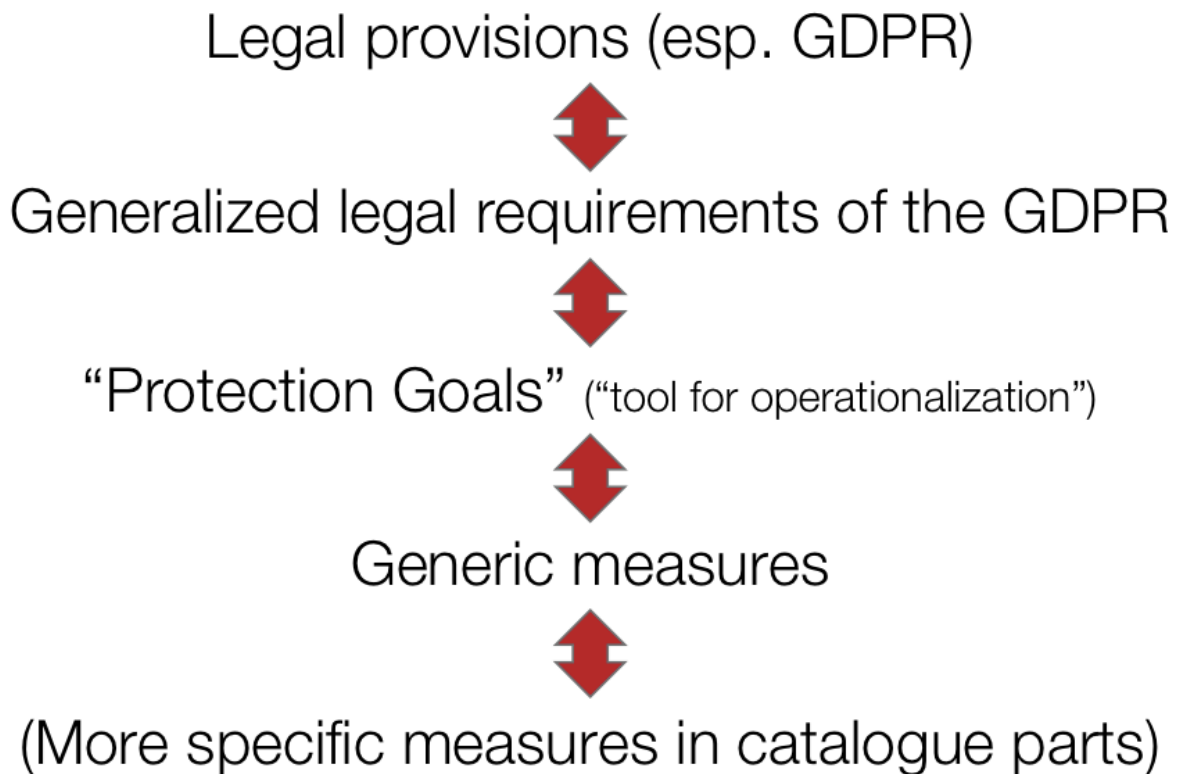 Legal provisions (esp. GDPR)
Generalized legal requirements of the GDPR
“Protection Goals” (“tool for operationalization”)
Generic measures
(More specific measures in catalogue parts)